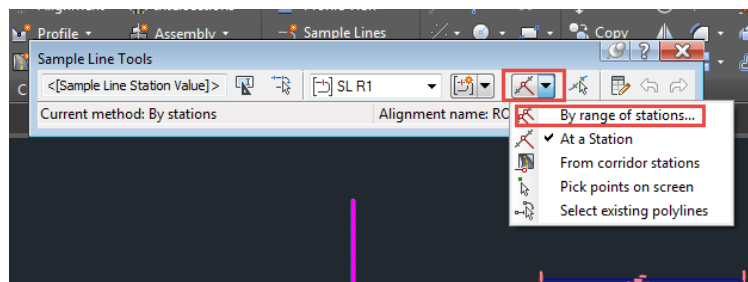 Profile Assembly Sample Lines Copy
Sample Line Tools
<[Sample Line Station Value]> SL R1
Current method: By stations Alignment name: RO
By range of stations...
At a Station
From corridor stations
Pick points on screen
Select existing polylines